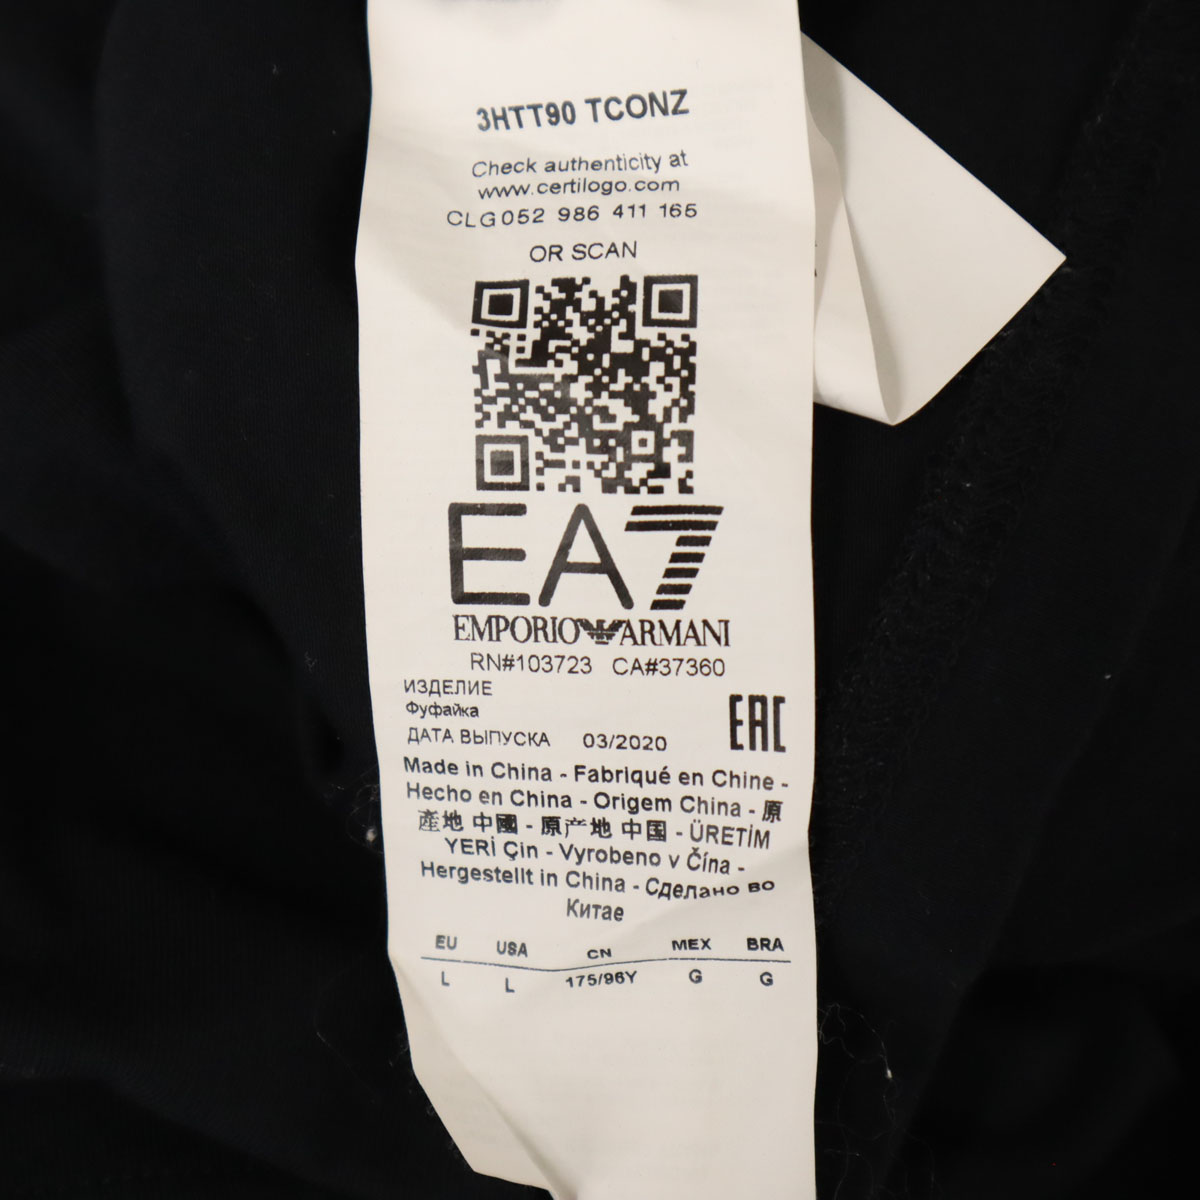 3HTT90 TCONZ
Check authenticity at
www.certilogo.com
CLG052 986 411 165
OR SCAN
EA7
EMPORIO ARMANI
RN#103723 CA#37360
ИЗДЕЛИЕ
Фуфайка
ДАТА ВЫПУСКА 03/2020
EAC
Made in China - Fabriqué en Chine -
Hecho en China - Origem China - 原
產地 中國 - 原产地 中国 - ÜRETİM
YERİ Çin - Vyrobeno v Čína -
Hergestellt in China - Сделано во
Китае
EU USA CN MEX BRA
L L 175/96Y G G